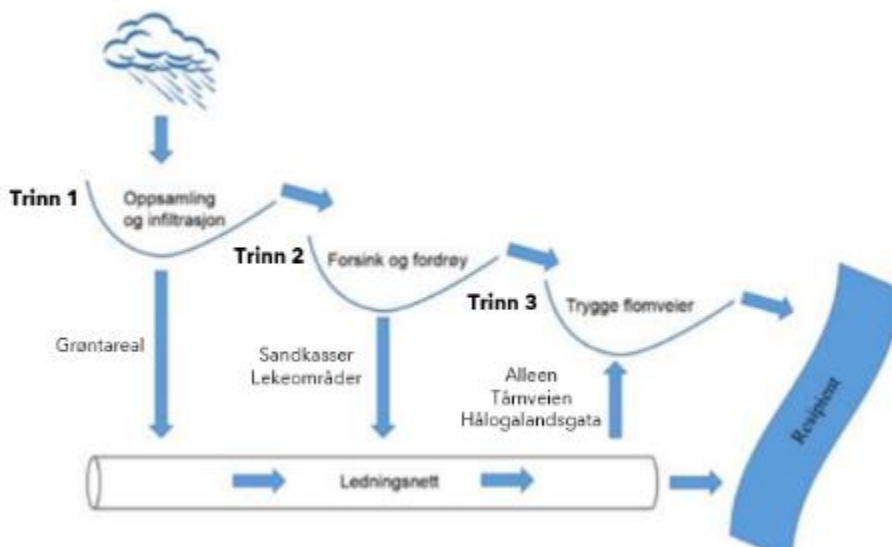 Trinn 1
Oppsamling
og infiltrasjon
Trinn 2
Forsink og fordrøy
Trinn 3
Trygge flomveier
Grøntareal
Sandkasser
Lekeområder
Alleen
Tårnveien
Hålogalandsgata
Resipient
Ledningsnett